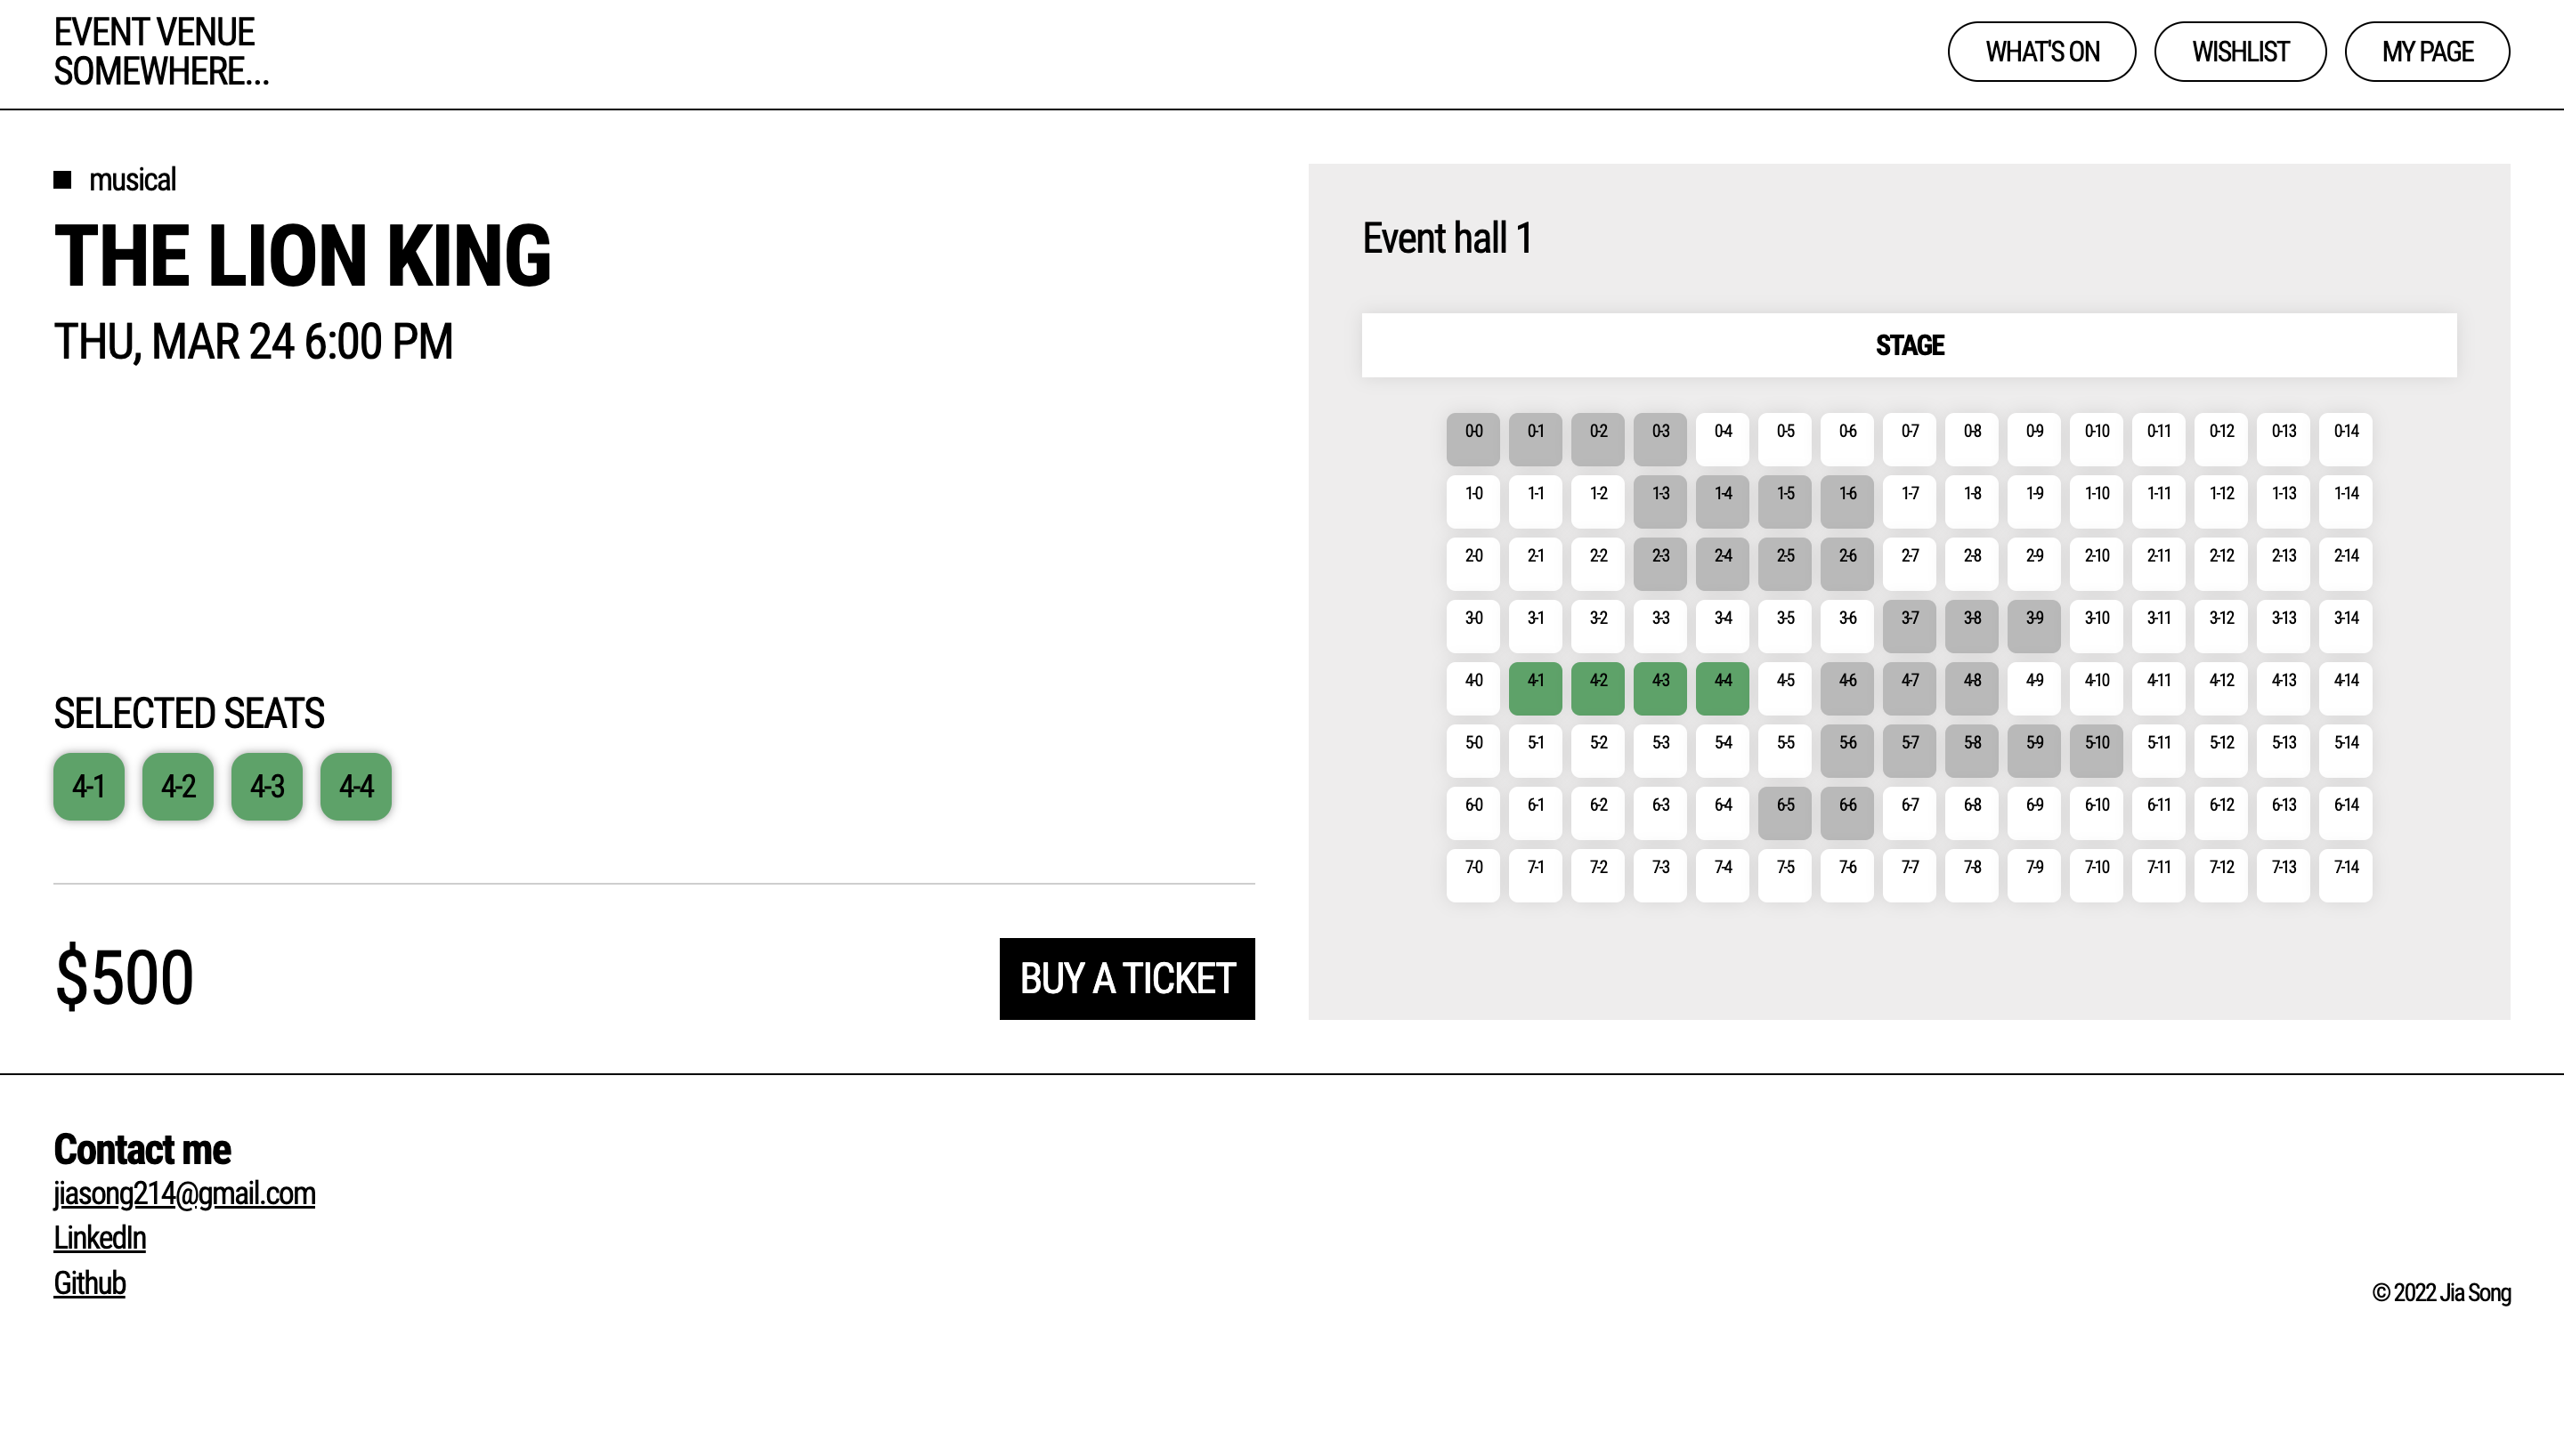 EVENT VENUE
SOMEWHERE...
WHAT'S ON
WISHLIST
MY PAGE
musical
THE LION KING
THU, MAR 24 6:00 PM
SELECTED SEATS
4-1 4-2 4-3 4-4
$500
BUY A TICKET
Event hall 1
STAGE
0-0 0-1 0-2 0-3 0-4 0-5 0-6 0-7 0-8 0-9 0-10 0-11 0-12 0-13 0-14
1-0 1-1 1-2 1-3 1-4 1-5 1-6 1-7 1-8 1-9 1-10 1-11 1-12 1-13 1-14
2-0 2-1 2-2 2-3 2-4 2-5 2-6 2-7 2-8 2-9 2-10 2-11 2-12 2-13 2-14
3-0 3-1 3-2 3-3 3-4 3-5 3-6 3-7 3-8 3-9 3-10 3-11 3-12 3-13 3-14
4-0 4-1 4-2 4-3 4-4 4-5 4-6 4-7 4-8 4-9 4-10 4-11 4-12 4-13 4-14
5-0 5-1 5-2 5-3 5-4 5-5 5-6 5-7 5-8 5-9 5-10 5-11 5-12 5-13 5-14
6-0 6-1 6-2 6-3 6-4 6-5 6-6 6-7 6-8 6-9 6-10 6-11 6-12 6-13 6-14
7-0 7-1 7-2 7-3 7-4 7-5 7-6 7-7 7-8 7-9 7-10 7-11 7-12 7-13 7-14
Contact me
jiasong214@gmail.com
LinkedIn
Github
© 2022 Jia Song